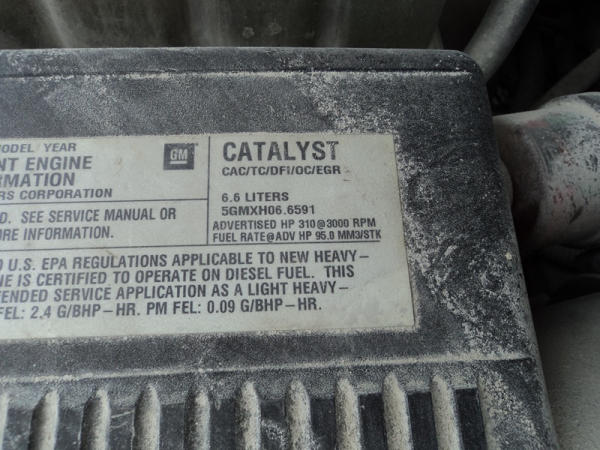 MODEL YEAR
NT ENGINE
RMATION
RS CORPORATION
D. SEE SERVICE MANUAL OR
RE INFORMATION.
GM
CATALYST
CAC/TC/DFI/OC/EGR
6.6 LITERS
5GMXH06.6591
ADVERTISED HP 310@3000 RPM
FUEL RATE@ADV HP 95.0 MM3/STK
O U.S. EPA REGULATIONS APPLICABLE TO NEW HEAVY–
NE IS CERTIFIED TO OPERATE ON DIESEL FUEL. THIS
ENDED SERVICE APPLICATION AS A LIGHT HEAVY–
FEL: 2.4 G/BHP–HR. PM FEL: 0.09 G/BHP–HR.